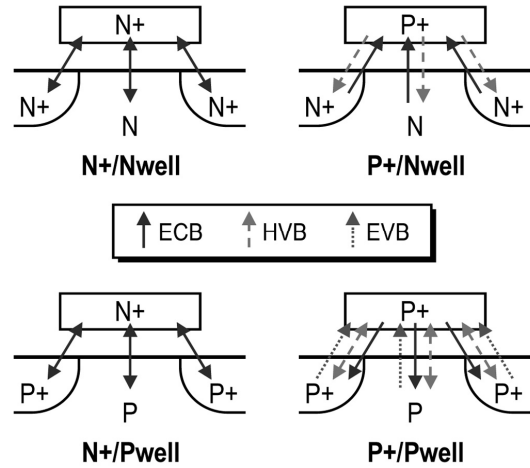 N+ P+
N+ N+ N+ N+
N N
N+/Nwell P+/Nwell
ECB HVB EVB
N+ P+
P+ P+ P+ P+
P P
N+/Pwell P+/Pwell